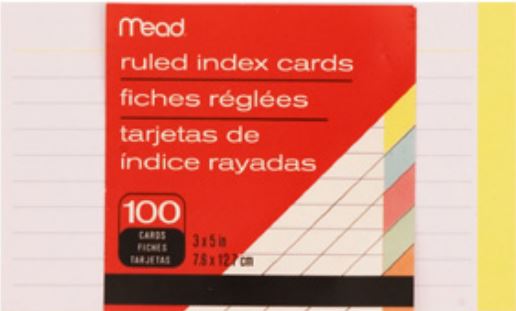 Mead
ruled index cards
fiches réglées
tarjetas de
índice rayadas
100
CARDS
FICHES
TARJETAS
3 x 5 in
7.6 x 12.7 cm